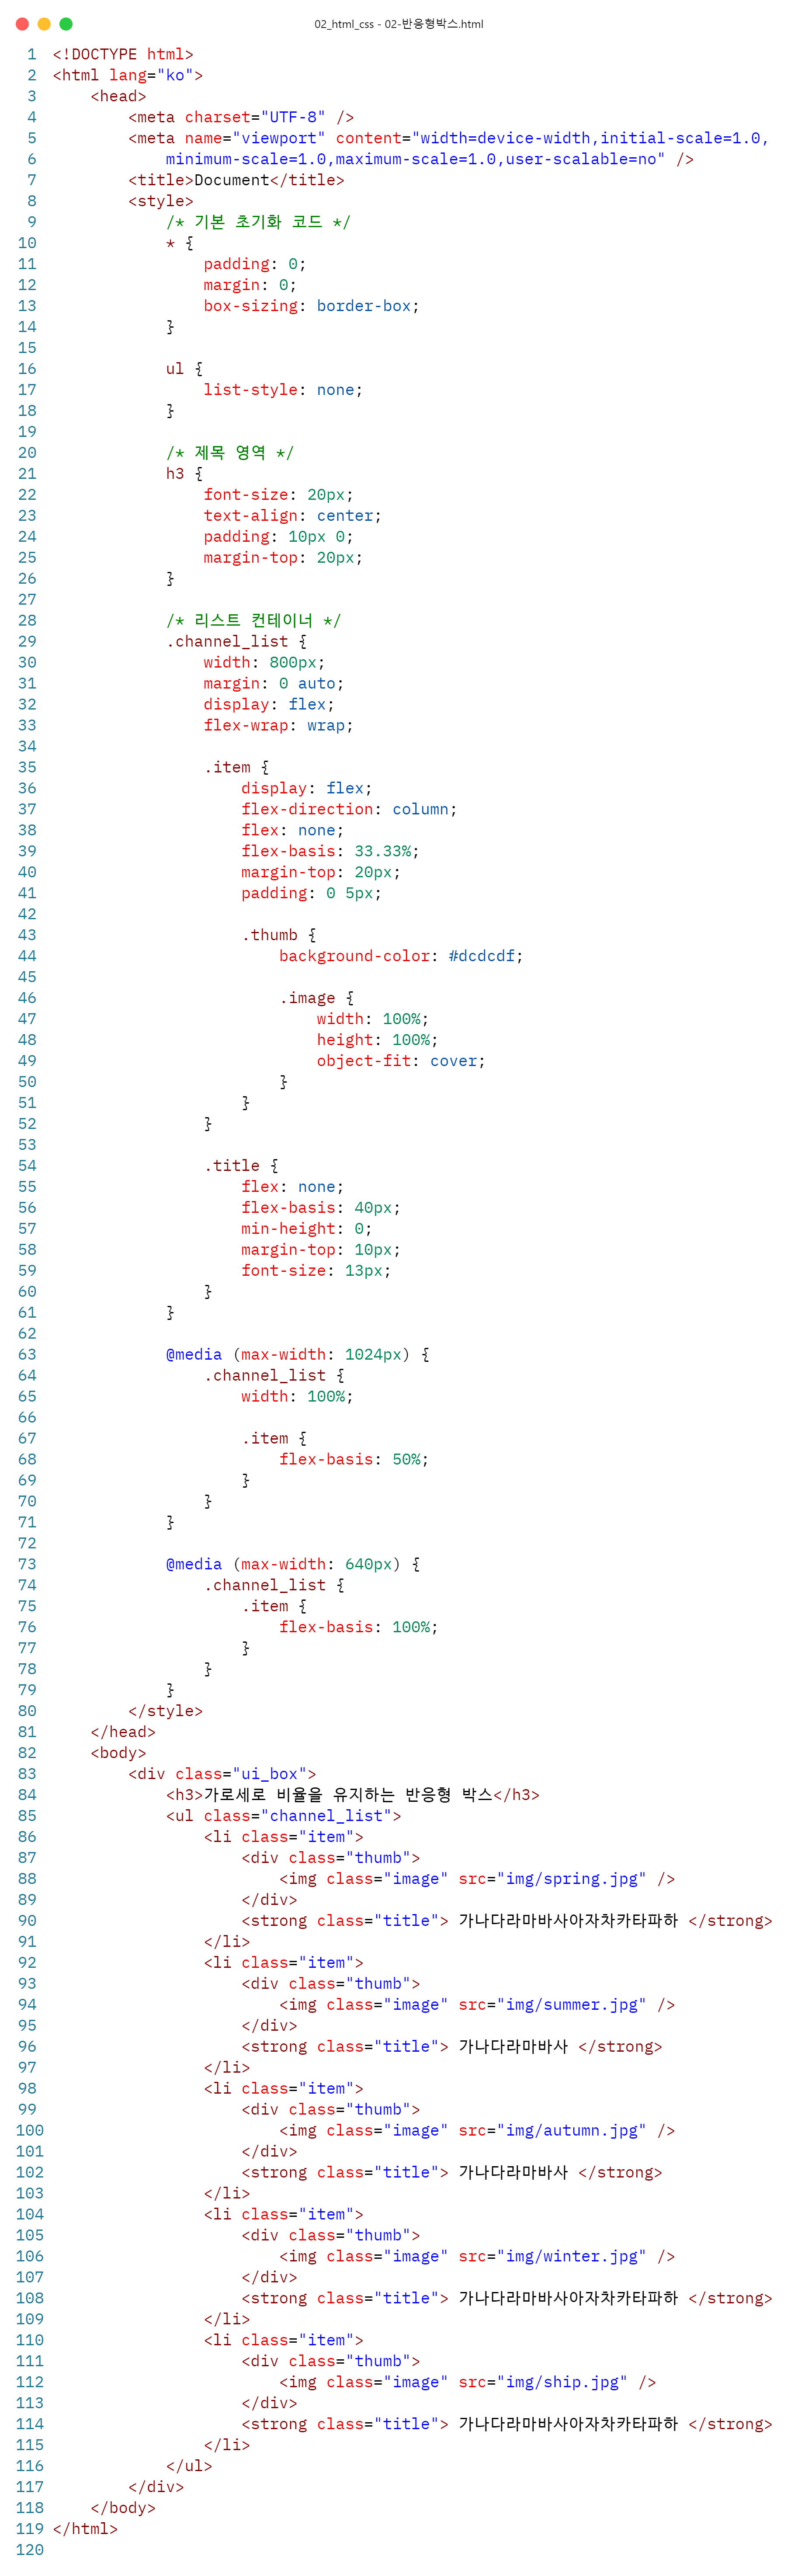 02_html_css - 02-반응형박스.html
1 <!DOCTYPE html>
2 <html lang="ko">
3     <head>
4         <meta charset="UTF-8" />
5         <meta name="viewport" content="width=device-width,initial-scale=1.0,
6             minimum-scale=1.0,maximum-scale=1.0,user-scalable=no" />
7         <title>Document</title>
8         <style>
9             /* 기본 초기화 코드 */
10             * {
11                 padding: 0;
12                 margin: 0;
13                 box-sizing: border-box;
14             }
15
16             ul {
17                 list-style: none;
18             }
19
20             /* 제목 영역 */
21             h3 {
22                 font-size: 20px;
23                 text-align: center;
24                 padding: 10px 0;
25                 margin-top: 20px;
26             }
27
28             /* 리스트 컨테이너 */
29             .channel_list {
30                 width: 800px;
31                 margin: 0 auto;
32                 display: flex;
33                 flex-wrap: wrap;
34
35                 .item {
36                     display: flex;
37                     flex-direction: column;
38                     flex: none;
39                     flex-basis: 33.33%;
40                     margin-top: 20px;
41                     padding: 0 5px;
42
43                     .thumb {
44                         background-color: #dcdcdf;
45
46                         .image {
47                             width: 100%;
48                             height: 100%;
49                             object-fit: cover;
50                         }
51                     }
52                 }
53
54                 .title {
55                     flex: none;
56                     flex-basis: 40px;
57                     min-height: 0;
58                     margin-top: 10px;
59                     font-size: 13px;
60                 }
61             }
62
63             @media (max-width: 1024px) {
64                 .channel_list {
65                     width: 100%;
66
67                     .item {
68                         flex-basis: 50%;
69                     }
70                 }
71             }
72
73             @media (max-width: 640px) {
74                 .channel_list {
75                     .item {
76                         flex-basis: 100%;
77                     }
78                 }
79             }
80         </style>
81     </head>
82     <body>
83         <div class="ui_box">
84             <h3>가로세로 비율을 유지하는 반응형 박스</h3>
85             <ul class="channel_list">
86                 <li class="item">
87                     <div class="thumb">
88                         <img class="image" src="img/spring.jpg" />
89                     </div>
90                     <strong class="title"> 가나다라마바사아자차카타파하 </strong>
91                 </li>
92                 <li class="item">
93                     <div class="thumb">
94                         <img class="image" src="img/summer.jpg" />
95                     </div>
96                     <strong class="title"> 가나다라마바사 </strong>
97                 </li>
98                 <li class="item">
99                     <div class="thumb">
100                         <img class="image" src="img/autumn.jpg" />
101                     </div>
102                     <strong class="title"> 가나다라마바사 </strong>
103                 </li>
104                 <li class="item">
105                     <div class="thumb">
106                         <img class="image" src="img/winter.jpg" />
107                     </div>
108                     <strong class="title"> 가나다라마바사아자차카타파하 </strong>
109                 </li>
110                 <li class="item">
111                     <div class="thumb">
112                         <img class="image" src="img/ship.jpg" />
113                     </div>
114                     <strong class="title"> 가나다라마바사아자차카타파하 </strong>
115                 </li>
116             </ul>
117         </div>
118     </body>
119 </html>
120